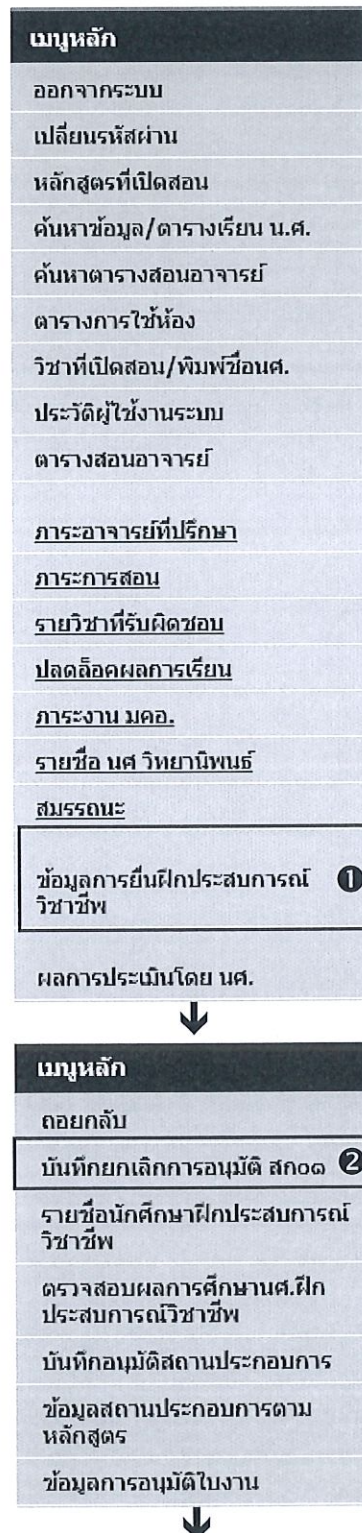 เมนูหลัก
ออกจากระบบ
เปลี่ยนรหัสผ่าน
หลักสูตรที่เปิดสอน
ค้นหาข้อมูล/ตารางเรียน น.ศ.
ค้นหาตารางสอนอาจารย์
ตารางการใช้ห้อง
วิชาที่เปิดสอน/พิมพ์ชื่อนศ.
ประวัติผู้ใช้งานระบบ
ตารางสอนอาจารย์
ภาระอาจารย์ที่ปรึกษา
ภาระการสอน
รายวิชาที่รับผิดชอบ
ปลดล็อคผลการเรียน
ภาระงาน มคอ.
รายชื่อ นศ วิทยานิพนธ์
สมรรถนะ
ข้อมูลการยื่นฝึกประสบการณ์ ❶
วิชาชีพ
ผลการประเมินโดย นศ.
เมนูหลัก
ถอยกลับ
บันทึกยกเลิกการอนุมัติ สก๐๑ ❷
รายชื่อนักศึกษาฝึกประสบการณ์
วิชาชีพ
ตรวจสอบผลการศึกษานศ.ฝึก
ประสบการณ์วิชาชีพ
บันทึกอนุมัติสถานประกอบการ
ข้อมูลสถานประกอบการตาม
หลักสูตร
ข้อมูลการอนุมัติใบงาน